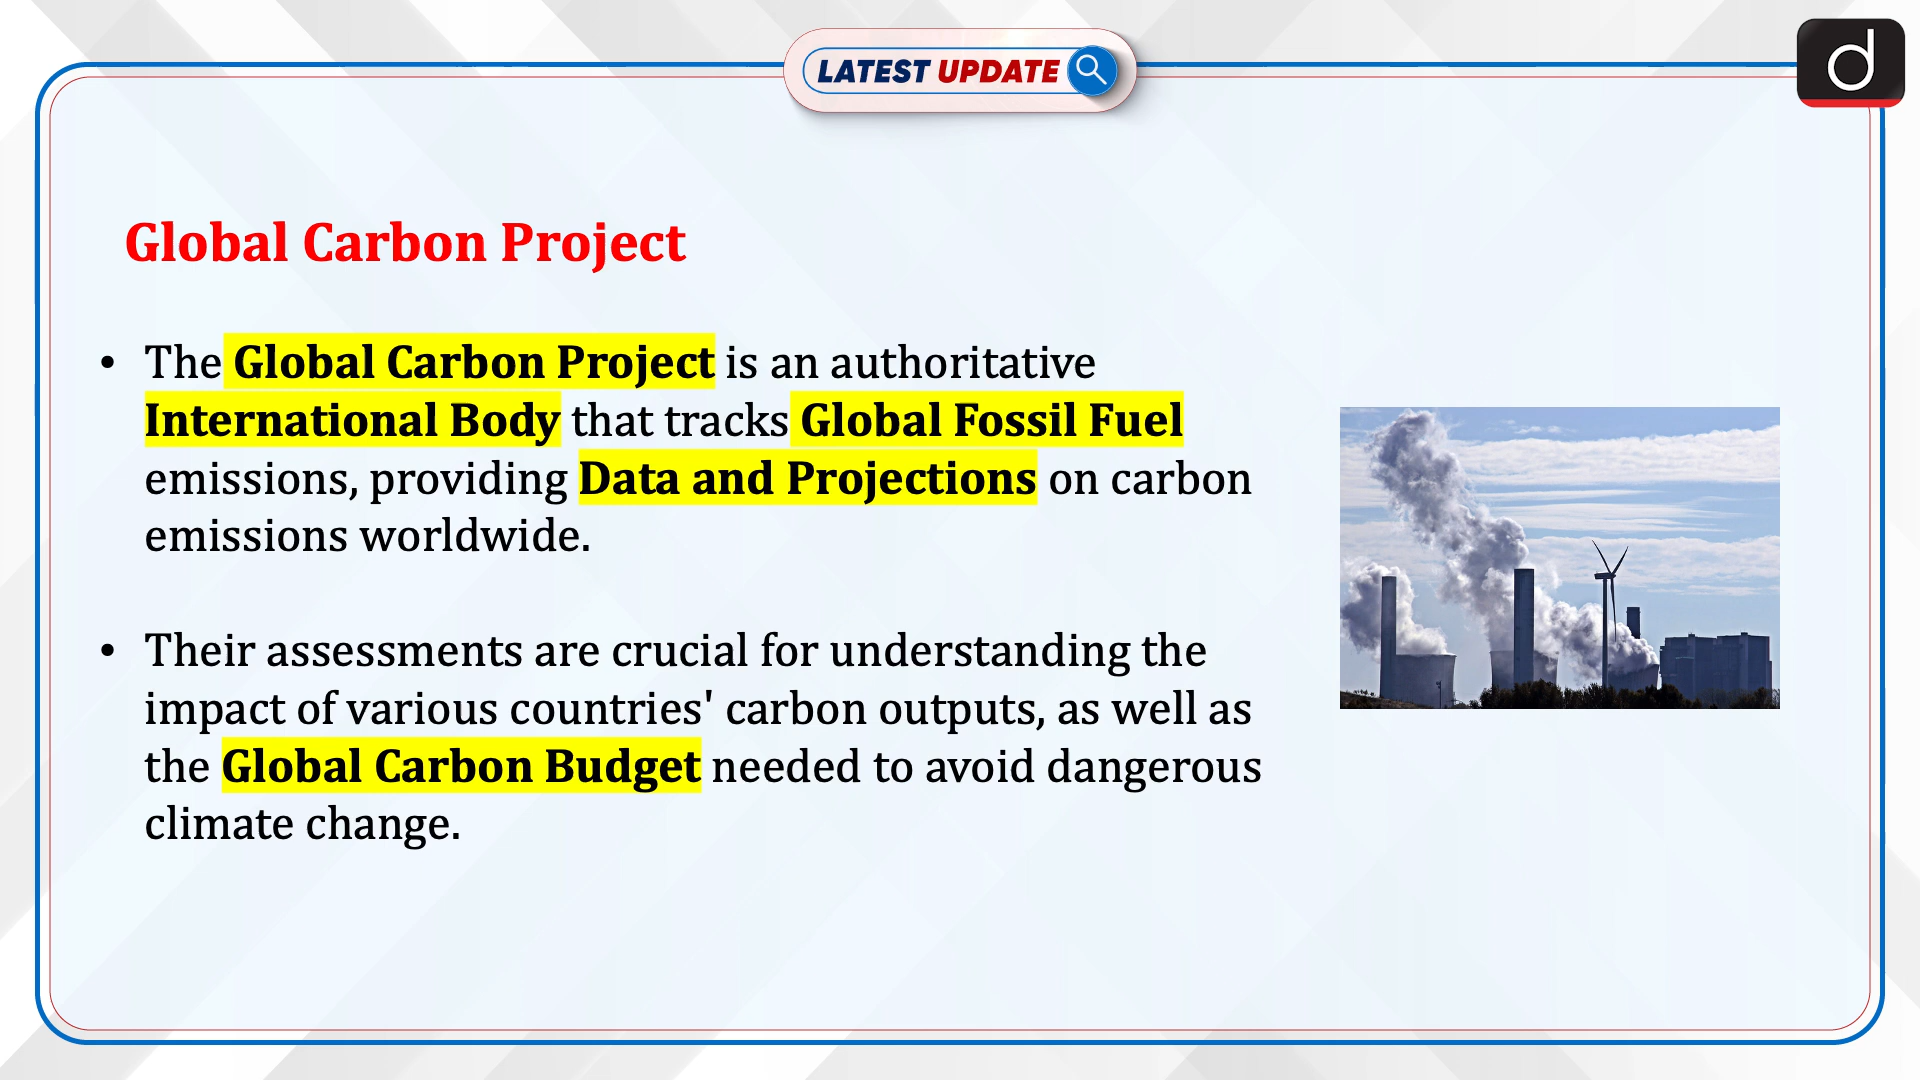 LATEST UPDATE
d
Global Carbon Project
• The Global Carbon Project is an authoritative
International Body that tracks Global Fossil Fuel
emissions, providing Data and Projections on carbon
emissions worldwide.
• Their assessments are crucial for understanding the
impact of various countries' carbon outputs, as well as
the Global Carbon Budget needed to avoid dangerous
climate change.